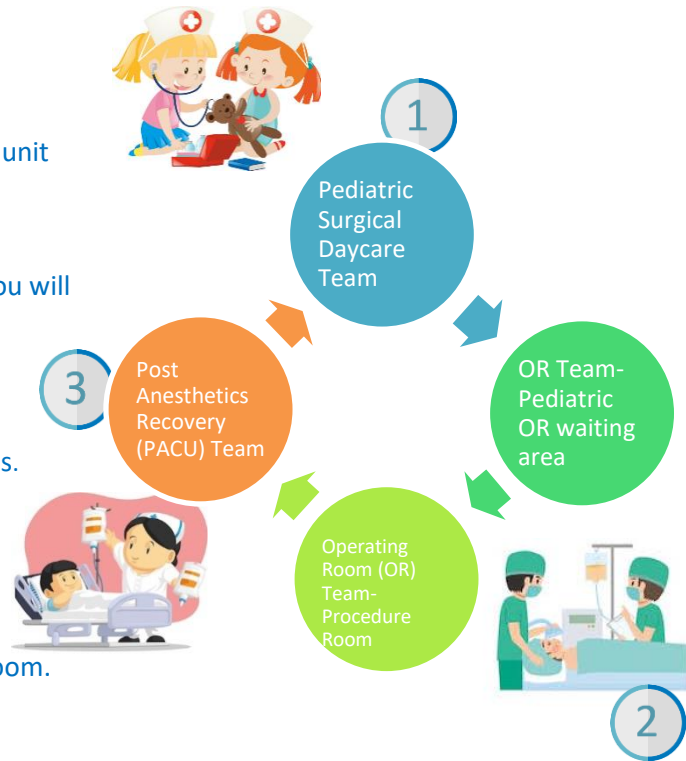 unit
ou will
s.
oom.
1
Pediatric
Surgical
Daycare
Team
OR Team-
Pediatric
OR waiting
area
2
Operating
Room (OR)
Team-
Procedure
Room
3
Post
Anesthetics
Recovery
(PACU) Team